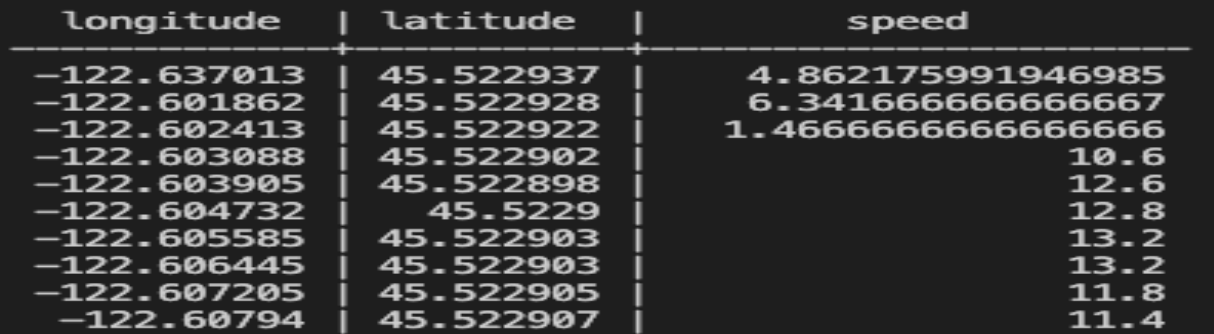 longitude | latitude | speed
-------------+-----------+----------------------
-122.637013 | 45.522937 | 4.862175991946985
-122.601862 | 45.522928 | 6.341666666666667
-122.602413 | 45.522922 | 1.4666666666666666
-122.603088 | 45.522902 | 10.6
-122.603905 | 45.522898 | 12.6
-122.604732 | 45.5229 | 12.8
-122.605585 | 45.522903 | 13.2
-122.606445 | 45.522903 | 13.2
-122.607205 | 45.522905 | 11.8
-122.60794 | 45.522907 | 11.4